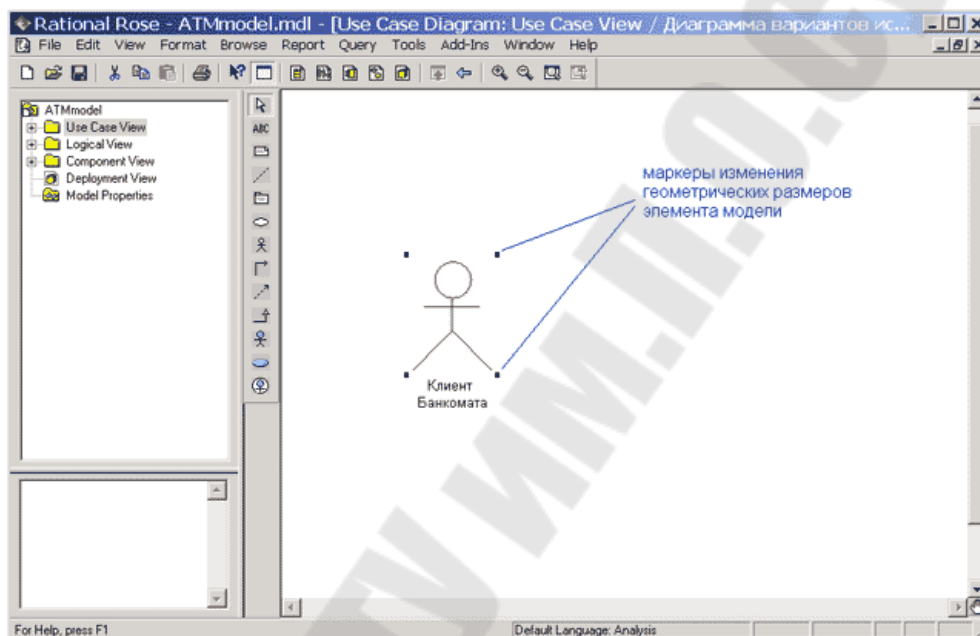 Rational Rose - ATMmodel.mdl - [Use Case Diagram: Use Case View / Диаграмма вариантов ис...
File Edit View Format Browse Report Query Tools Add-Ins Window Help
ATMmodel
Use Case View
Logical View
Component View
Deployment View
Model Properties
ABC
маркеры изменения
геометрических размеров
элемента модели
Клиент
Банкомата
For Help, press F1
Default Language: Analysis